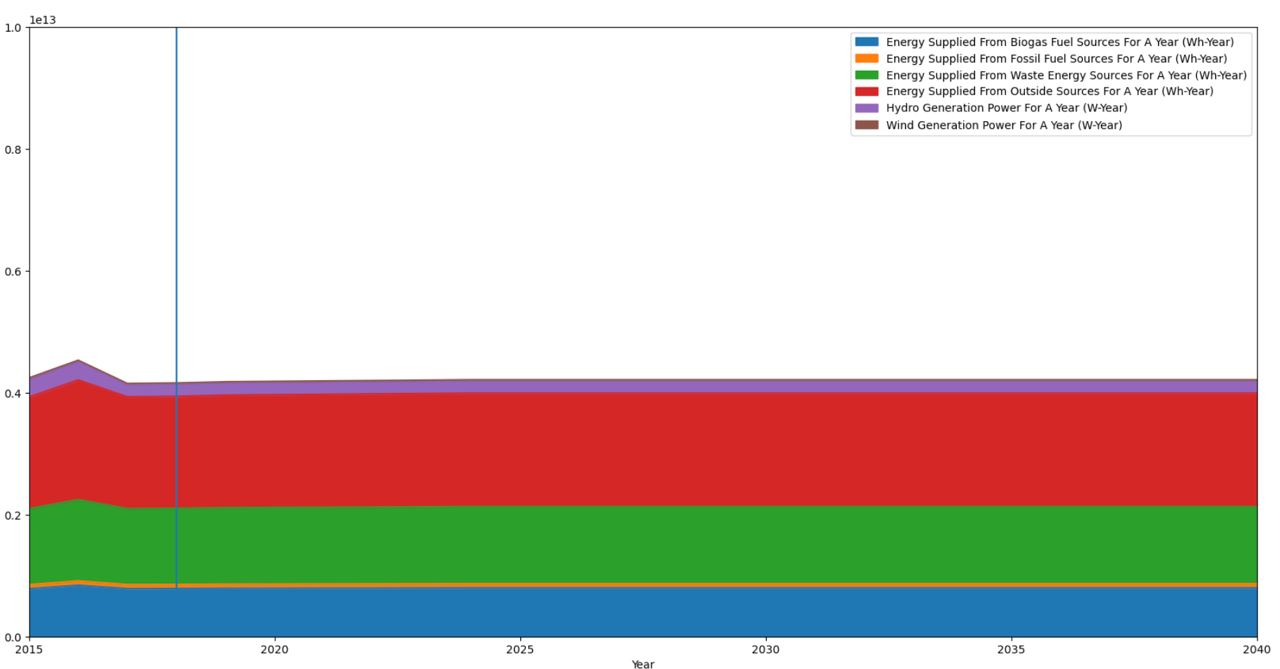 1e13
1.0
0.8
0.6
0.4
0.2
0.0
Energy Supplied From Biogas Fuel Sources For A Year (Wh-Year)
Energy Supplied From Fossil Fuel Sources For A Year (Wh-Year)
Energy Supplied From Waste Energy Sources For A Year (Wh-Year)
Energy Supplied From Outside Sources For A Year (Wh-Year)
Hydro Generation Power For A Year (W-Year)
Wind Generation Power For A Year (W-Year)
2015 2020 2025 2030 2035 2040
Year